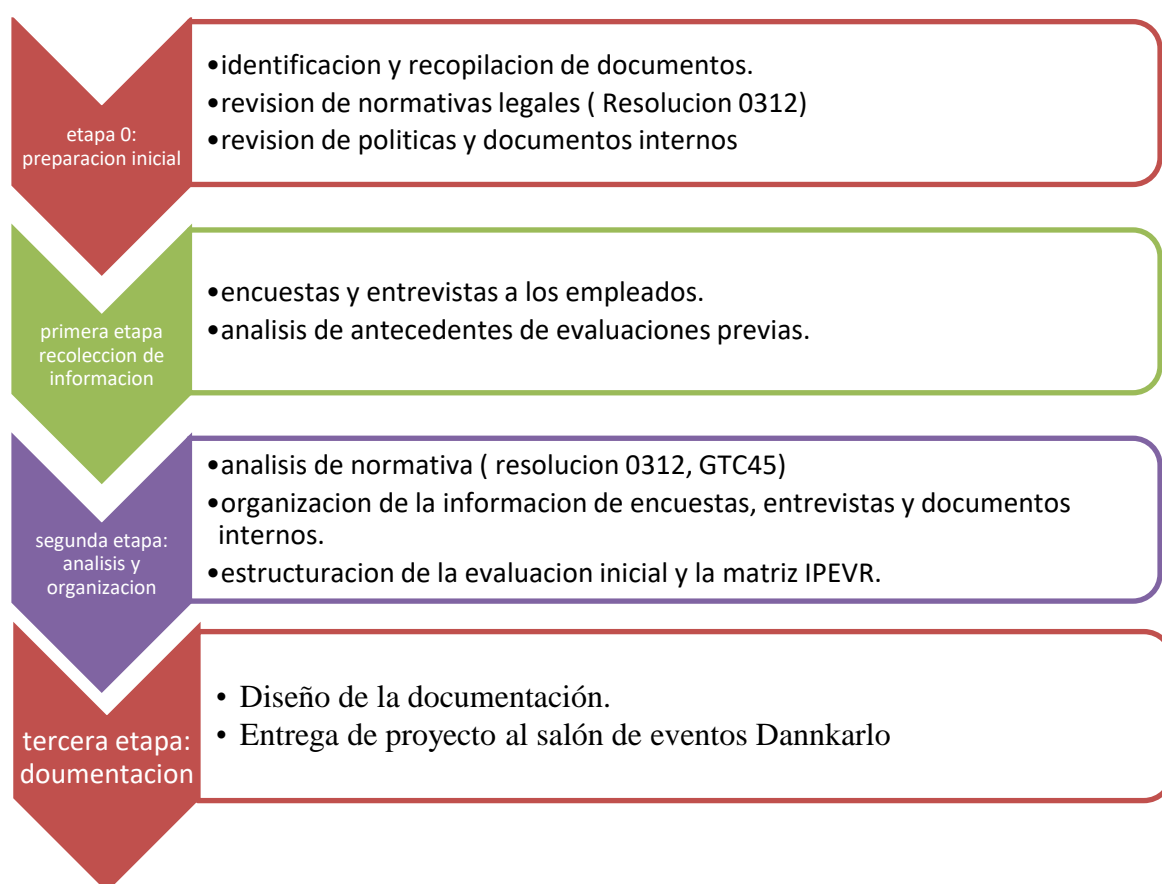 etapa 0:
preparacion inicial
•identificacion y recopilacion de documentos.
•revision de normativas legales ( Resolucion 0312)
•revision de politicas y documentos internos
primera etapa
recoleccion de
informacion
•encuestas y entrevistas a los empleados.
•analisis de antecedentes de evaluaciones previas.
segunda etapa:
analisis y
organizacion
•analisis de normativa ( resolucion 0312, GTC45)
•organizacion de la informacion de encuestas, entrevistas y documentos
internos.
•estructuracion de la evaluacion inicial y la matriz IPEVR.
tercera etapa:
doumentacion
• Diseño de la documentación.
• Entrega de proyecto al salón de eventos Dannkarlo